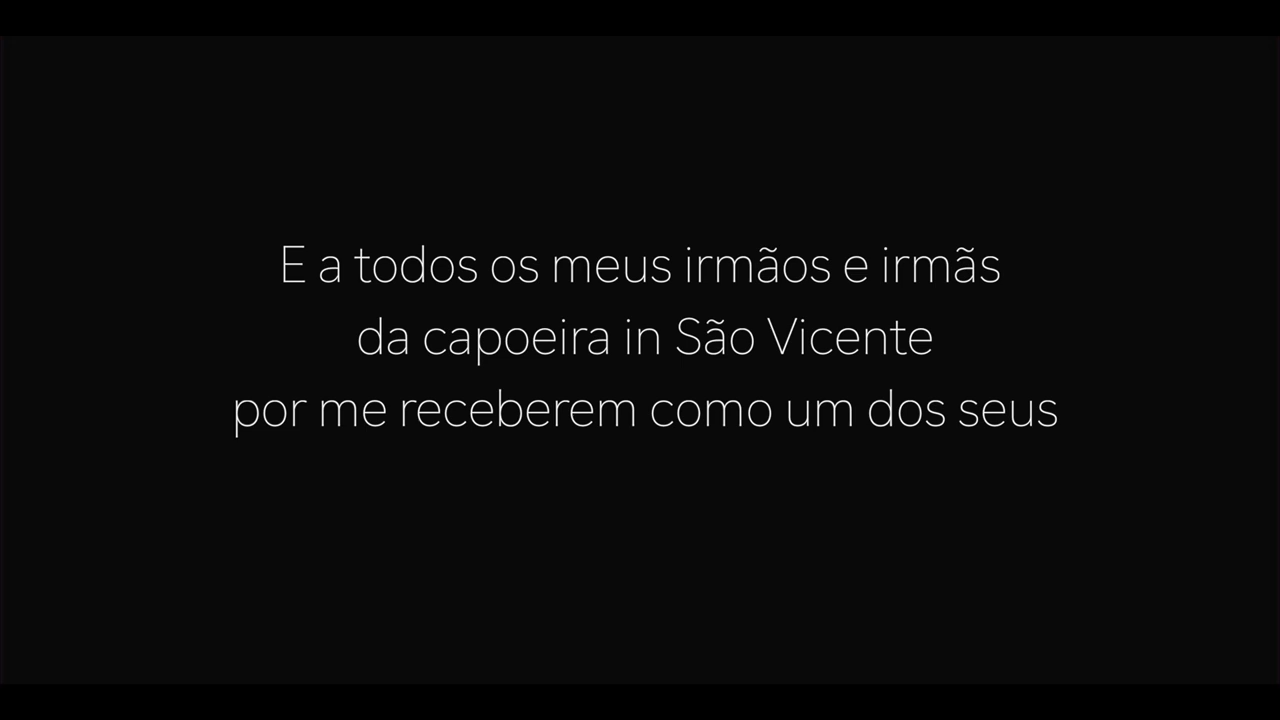 E a todos os meus irmãos e irmãs
da capoeira in São Vicente
por me receberem como um dos seus